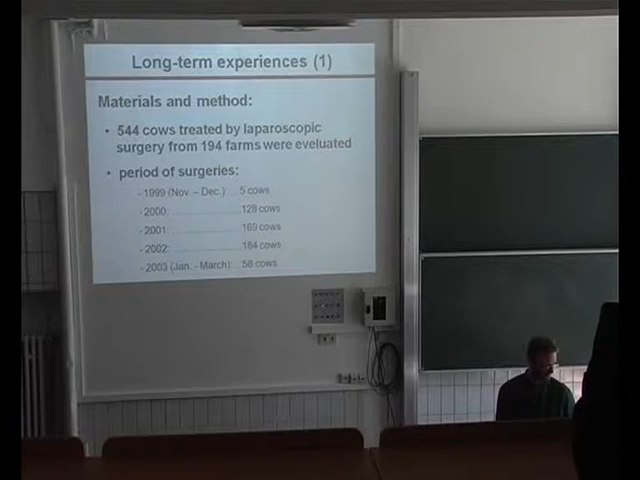 Long-term experiences (1)
Materials and method:
• 544 cows treated by laparoscopic
surgery from 194 farms were evaluated
• period of surgeries:
- 1999 (Nov. – Dec.): .. 5 cows
- 2000: .............................. 128 cows
- 2001: .............................. 169 cows
- 2002: .............................. 184 cows
- 2003 (Jan. - March): .. 58 cows